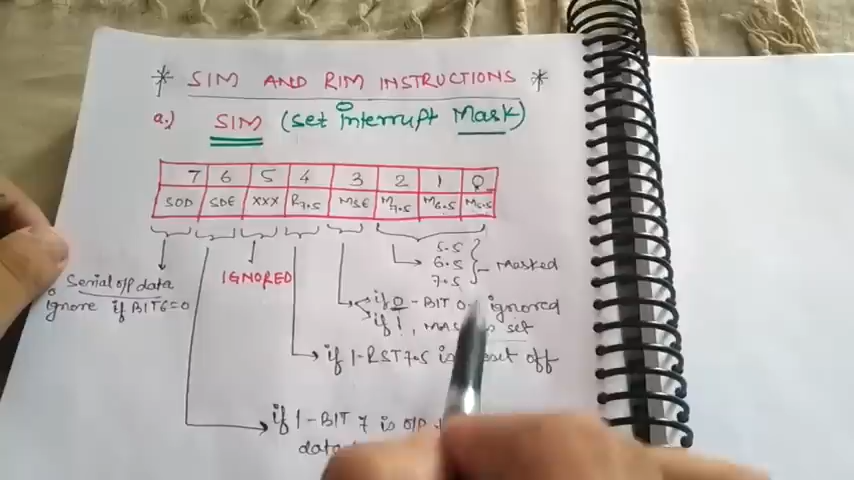 * SIM AND RIM INSTRUCTIONS *
a.) SIM (set interrupt Mask)
7 6 5 4 3 2 1 0
SOD SDE XXX R7.5 MSE M7.5 M6.5 M5.5
5.5
6.5 - Masked
7.5
Serial o/p data
ignore if BIT6=0
IGNORED
if 0 - BIT 0- ignored
if 1, set
if 1-RST7.5 is off
if 1-BIT 7 is o/p